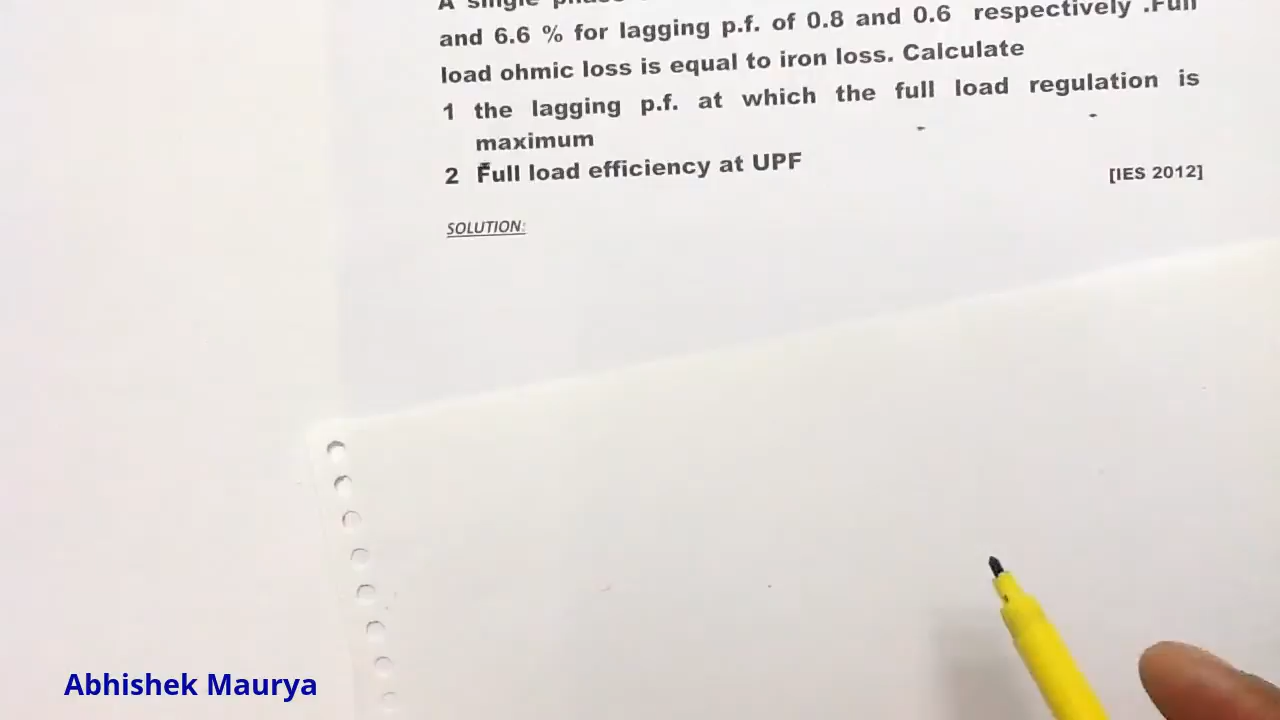 A single phase
and 6.6 % for lagging p.f. of 0.8 and 0.6 respectively .Full
load ohmic loss is equal to iron loss. Calculate
1 the lagging p.f. at which the full load regulation is
maximum
2 Full load efficiency at UPF
[IES 2012]
SOLUTION:
Abhishek Maurya